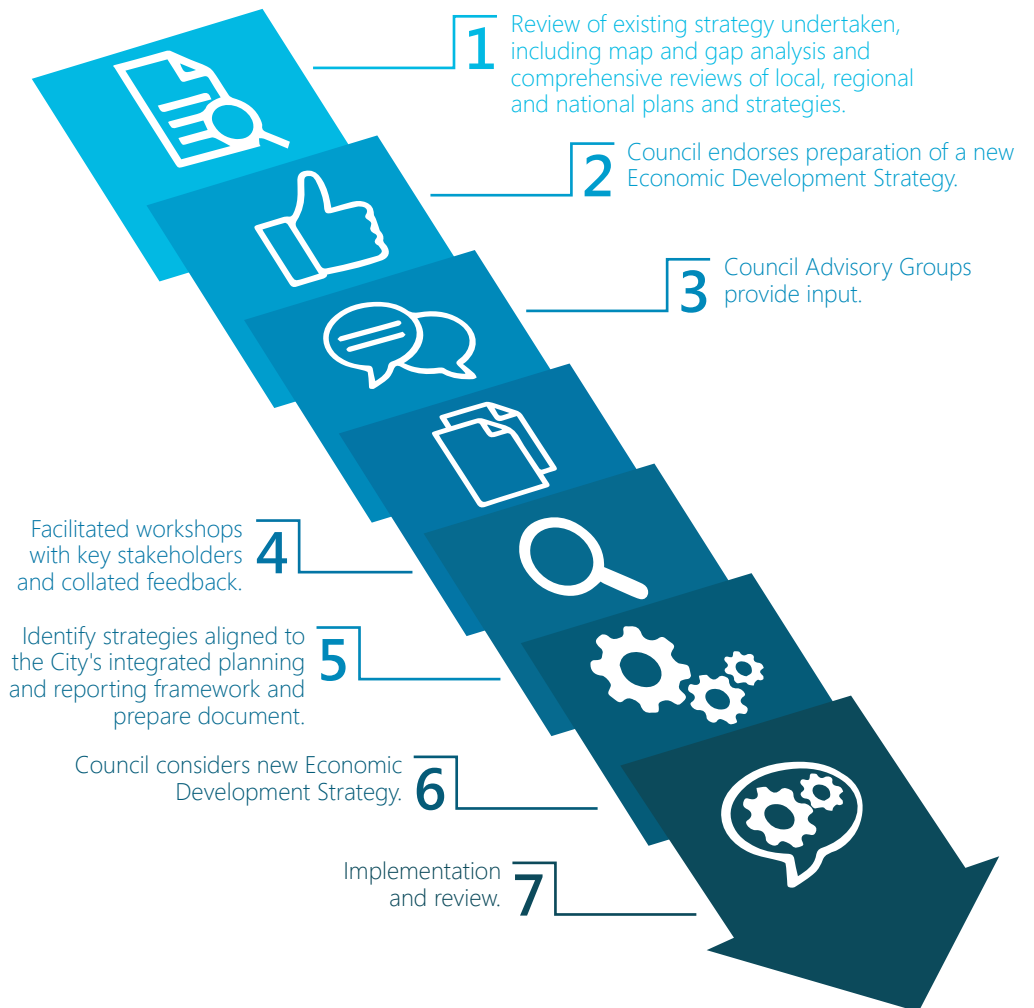 1
Review of existing strategy undertaken,
including map and gap analysis and
comprehensive reviews of local, regional
and national plans and strategies.
2
Council endorses preparation of a new
Economic Development Strategy.
3
Council Advisory Groups
provide input.
4
Facilitated workshops
with key stakeholders
and collated feedback.
5
Identify strategies aligned to
the City's integrated planning
and reporting framework and
prepare document.
6
Council considers new Economic
Development Strategy.
7
Implementation
and review.